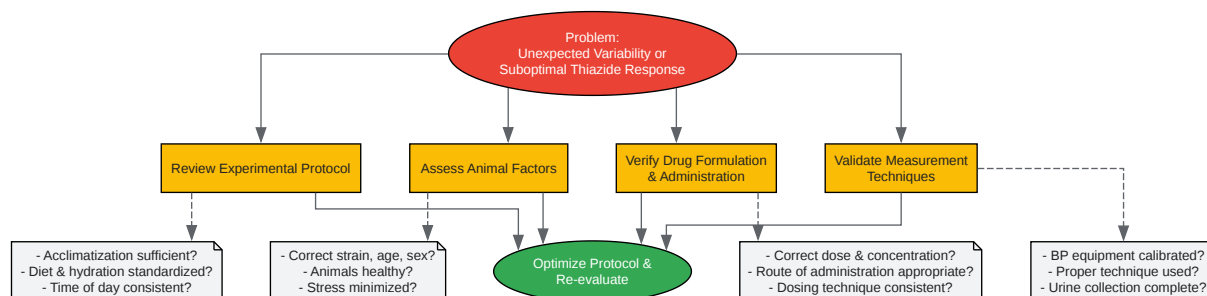 Problem:
Unexpected Variability or
Suboptimal Thiazide Response
Review Experimental Protocol
Assess Animal Factors
Verify Drug Formulation
& Administration
Validate Measurement
Techniques
- Acclimatization sufficient?
- Diet & hydration standardized?
- Time of day consistent?
- Correct strain, age, sex?
- Animals healthy?
- Stress minimized?
Optimize Protocol &
Re-evaluate
- Correct dose & concentration?
- Route of administration appropriate?
- Dosing technique consistent?
- BP equipment calibrated?
- Proper technique used?
- Urine collection complete?